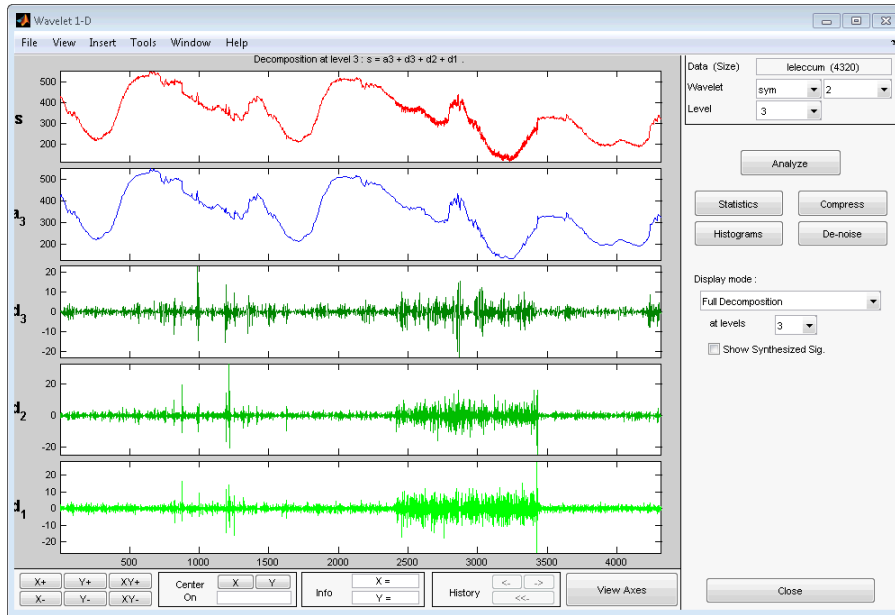 Wavelet 1-D
File View Insert Tools Window Help
Decomposition at level 3 : s = a3 + d3 + d2 + d1 .
500
400
300
200
s
500
400
300
200
a3
20
10
0
-10
-20
d3
20
0
-20
d2
20
10
0
-10
-20
d1
500 1000 1500 2000 2500 3000 3500 4000
Data (Size) leleccum (4320)
Wavelet sym 2
Level 3
Analyze
Statistics Compress
Histograms De-noise
Display mode :
Full Decomposition
at levels 3
Show Synthesized Sig.
X+ Y+ XY+
X- Y- XY-
Center On X Y
Info X =
Y =
History <- ->
<<-
View Axes
Close